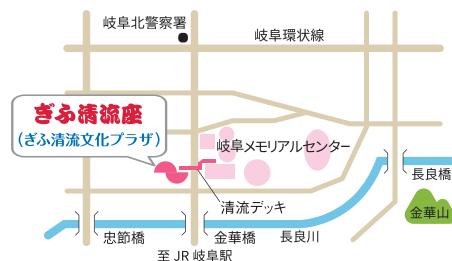 岐阜北警察署
岐阜環状線
ぎふ清流座
（ぎふ清流文化プラザ）
岐阜メモリアルセンター
長良橋
清流デッキ
金華山
忠節橋
金華橋
長良川
至 JR 岐阜駅